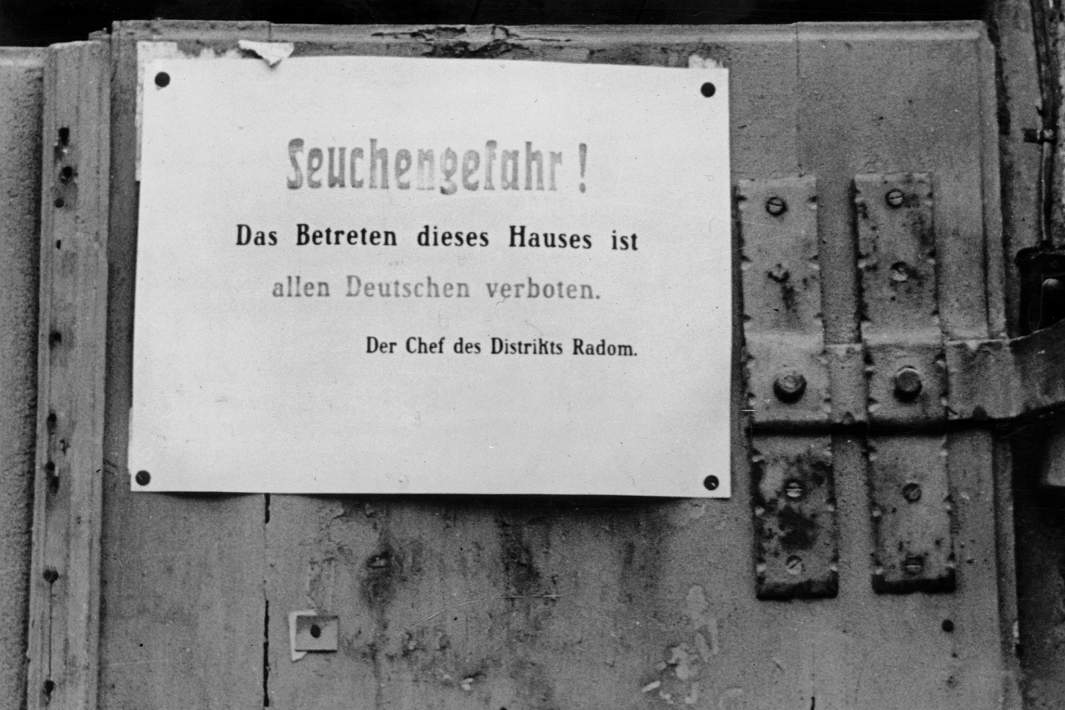 Seuchengefahr!
Das Betreten dieses Hauses ist
allen Deutschen verboten.
Der Chef des Distrikts Radom.